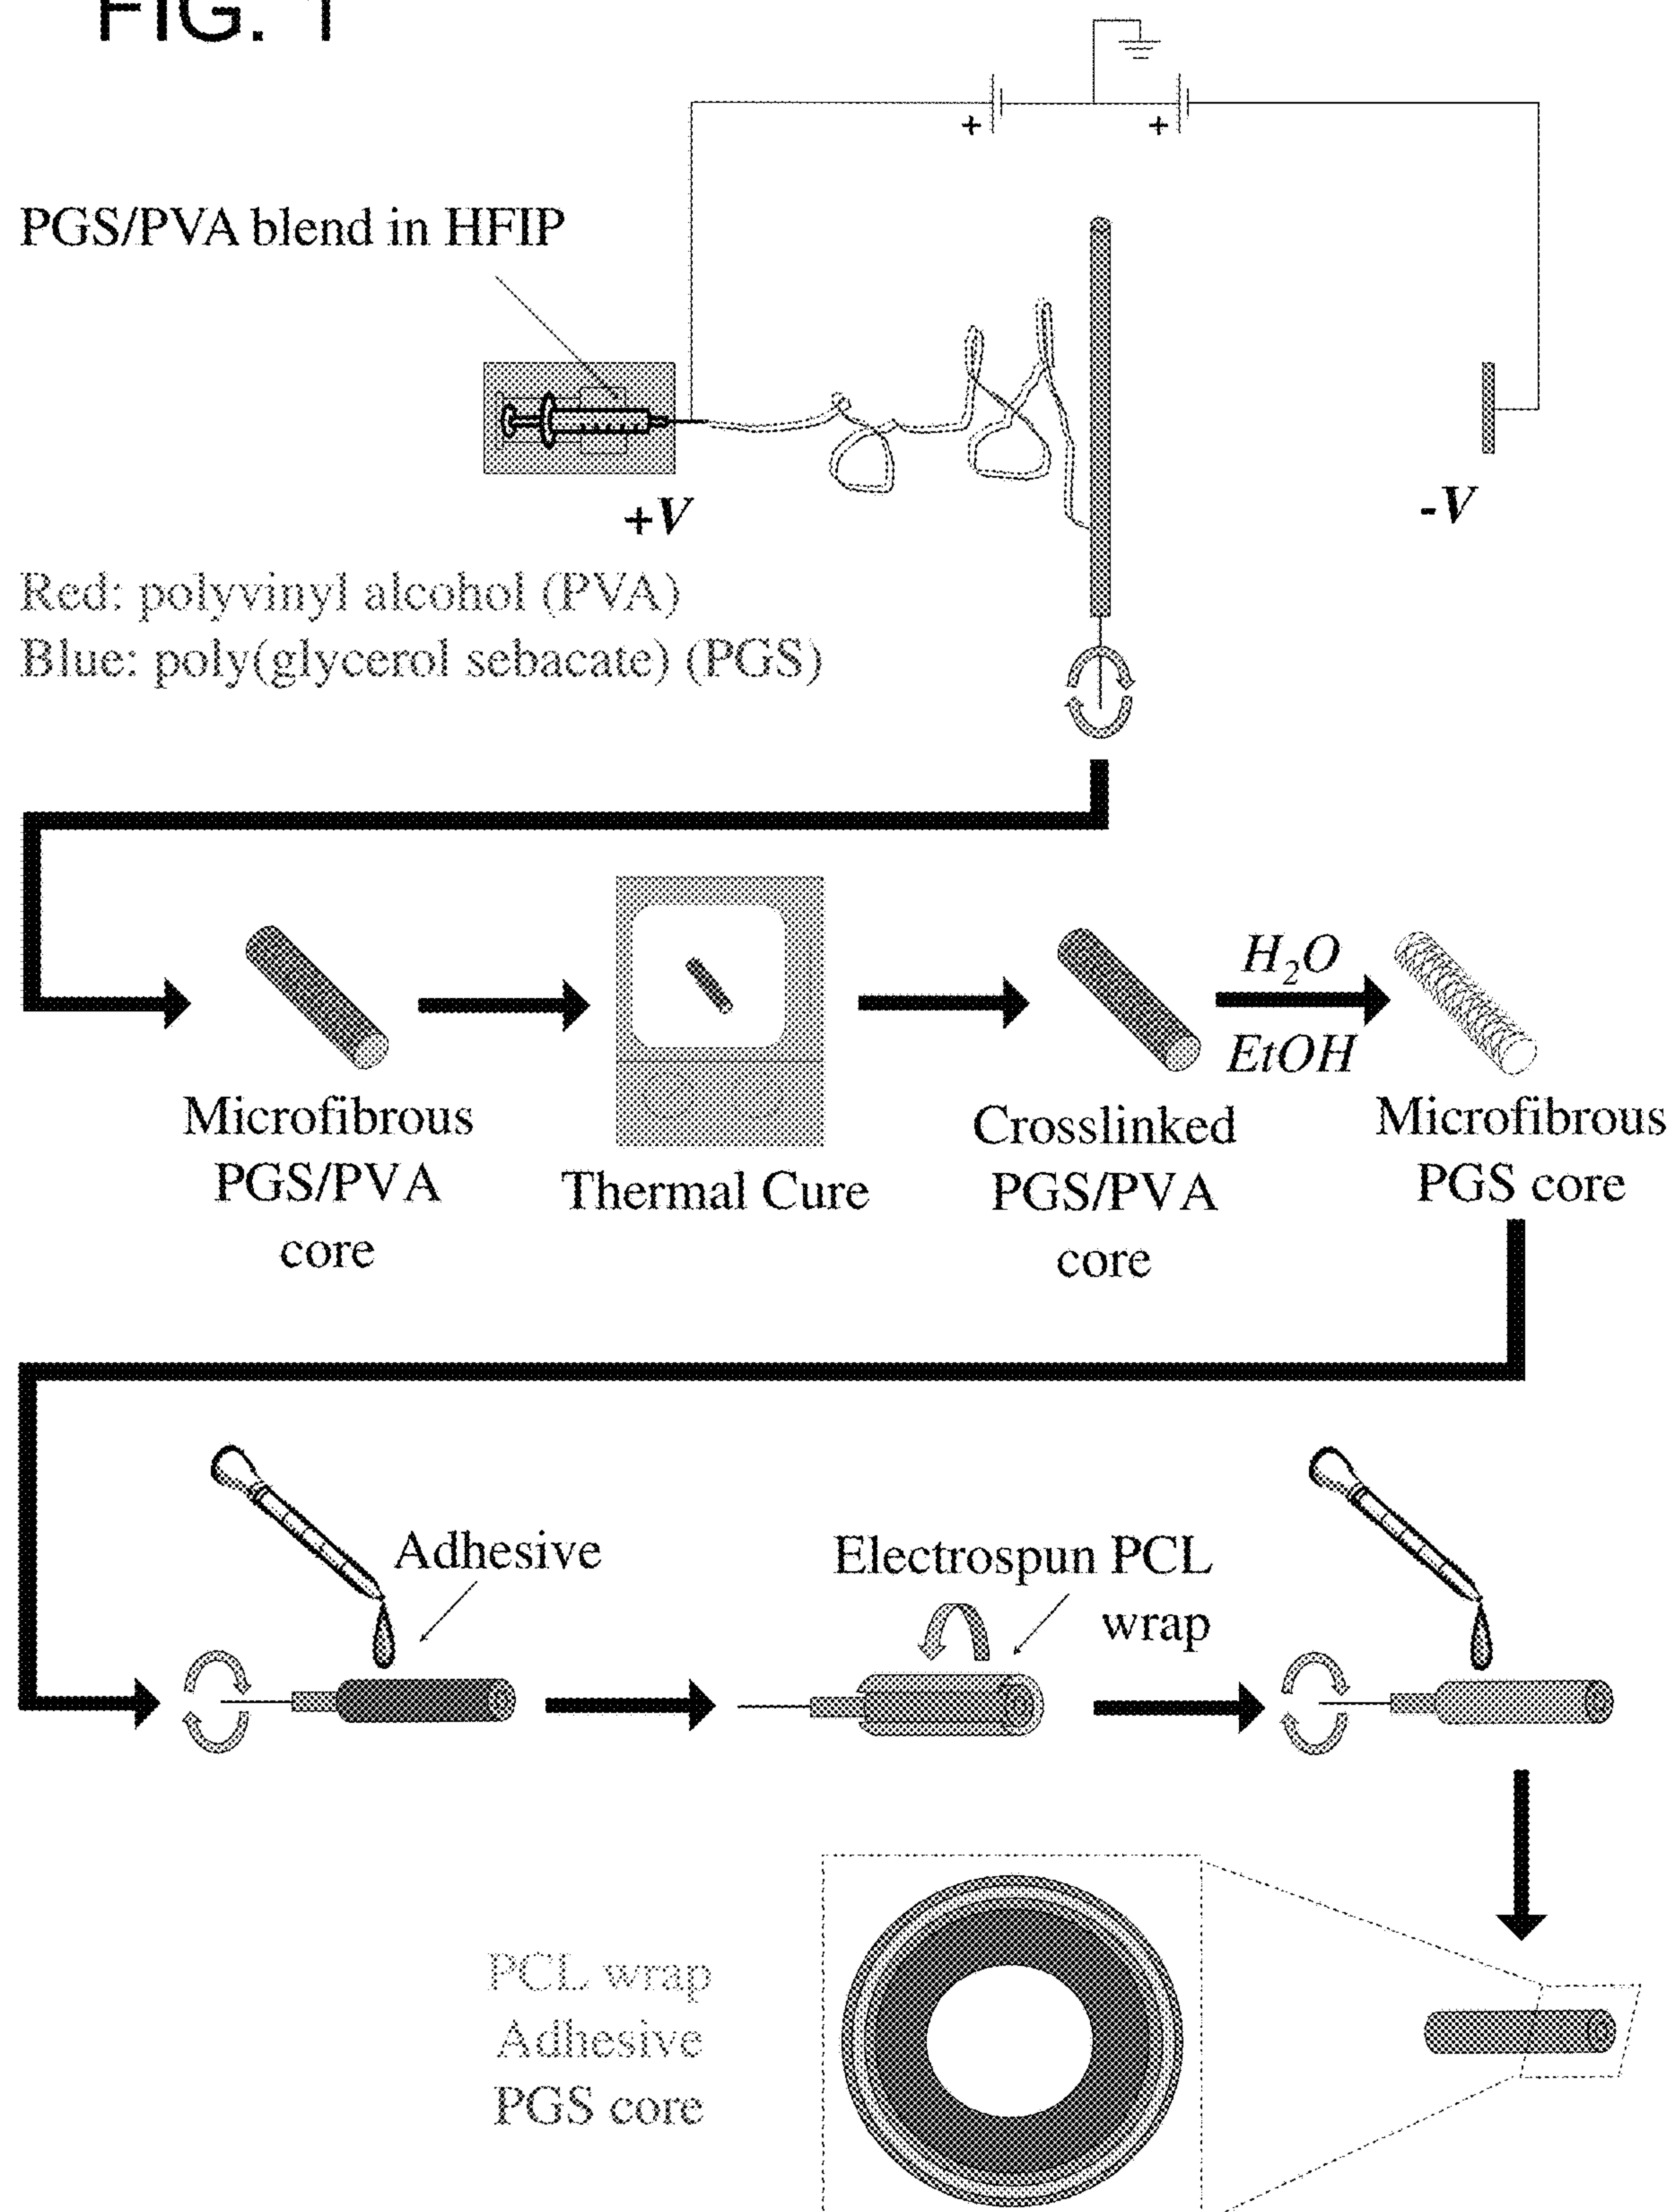 FIG. 1
+
+
PGS/PVA blend in HFIP
+V
-V
Red: polyvinyl alcohol (PVA)
Blue: poly(glycerol sebacate) (PGS)
Microfibrous
PGS/PVA
core
Thermal Cure
Crosslinked
PGS/PVA
core
H₂O
EtOH
Microfibrous
PGS core
Adhesive
Electrospun PCL
wrap
PCL wrap
Adhesive
PGS core